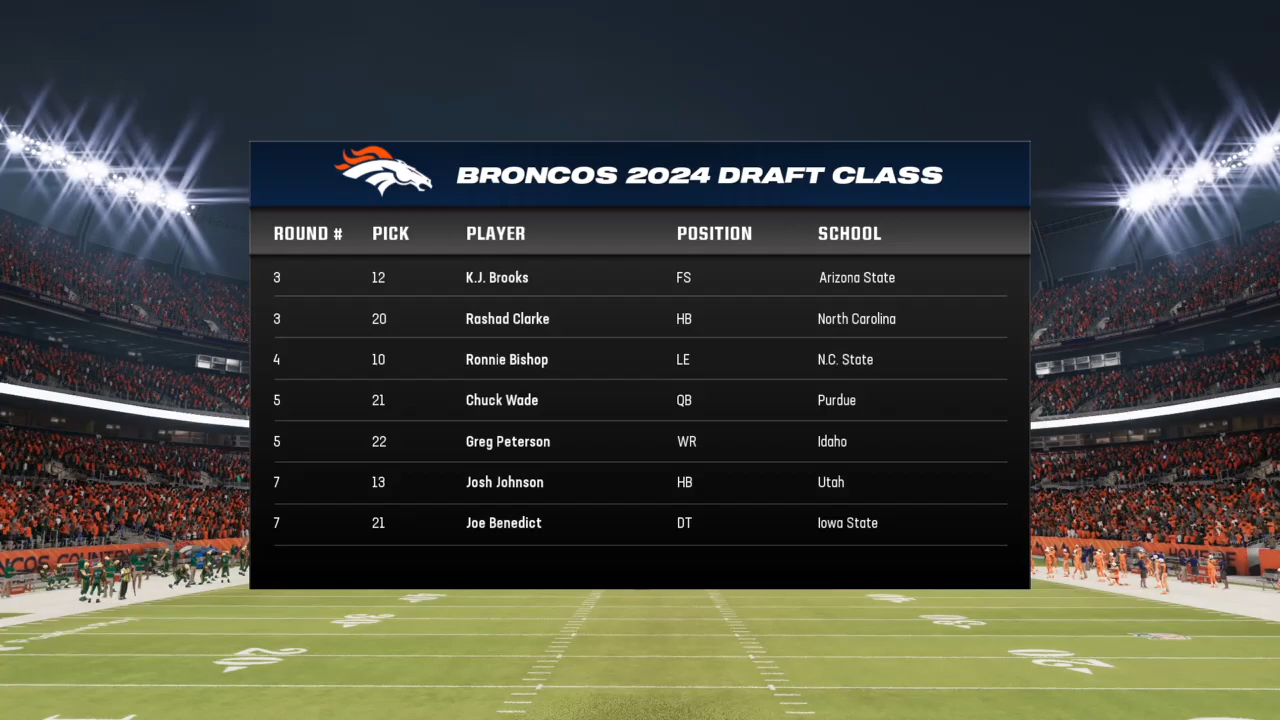 BRONCOS 2024 DRAFT CLASS
ROUND # PICK PLAYER POSITION SCHOOL
3 12 K.J. Brooks FS Arizona State
3 20 Rashad Clarke HB North Carolina
4 10 Ronnie Bishop LE N.C. State
5 21 Chuck Wade QB Purdue
5 22 Greg Peterson WR Idaho
7 13 Josh Johnson HB Utah
7 21 Joe Benedict DT Iowa State
20